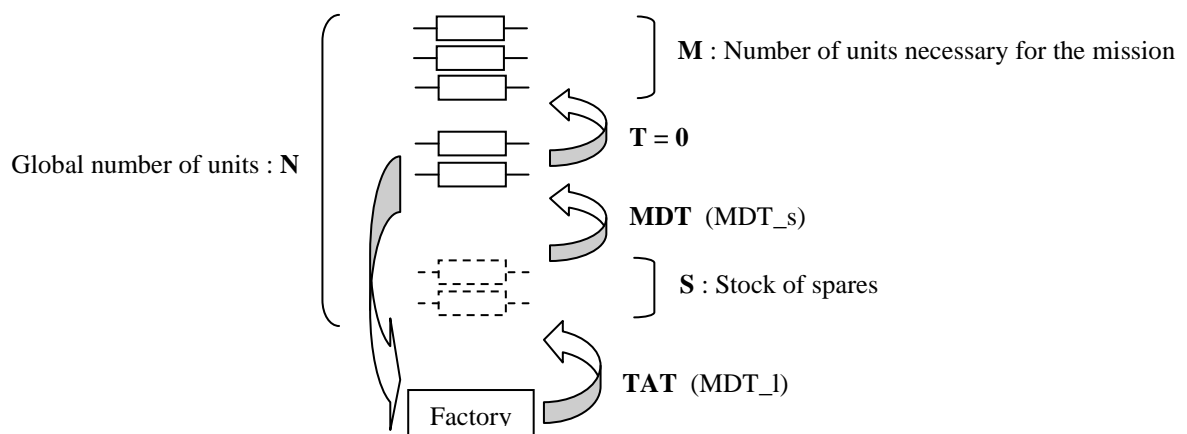 M : Number of units necessary for the mission
T = 0
Global number of units : N
MDT (MDT_s)
S : Stock of spares
TAT (MDT_l)
Factory